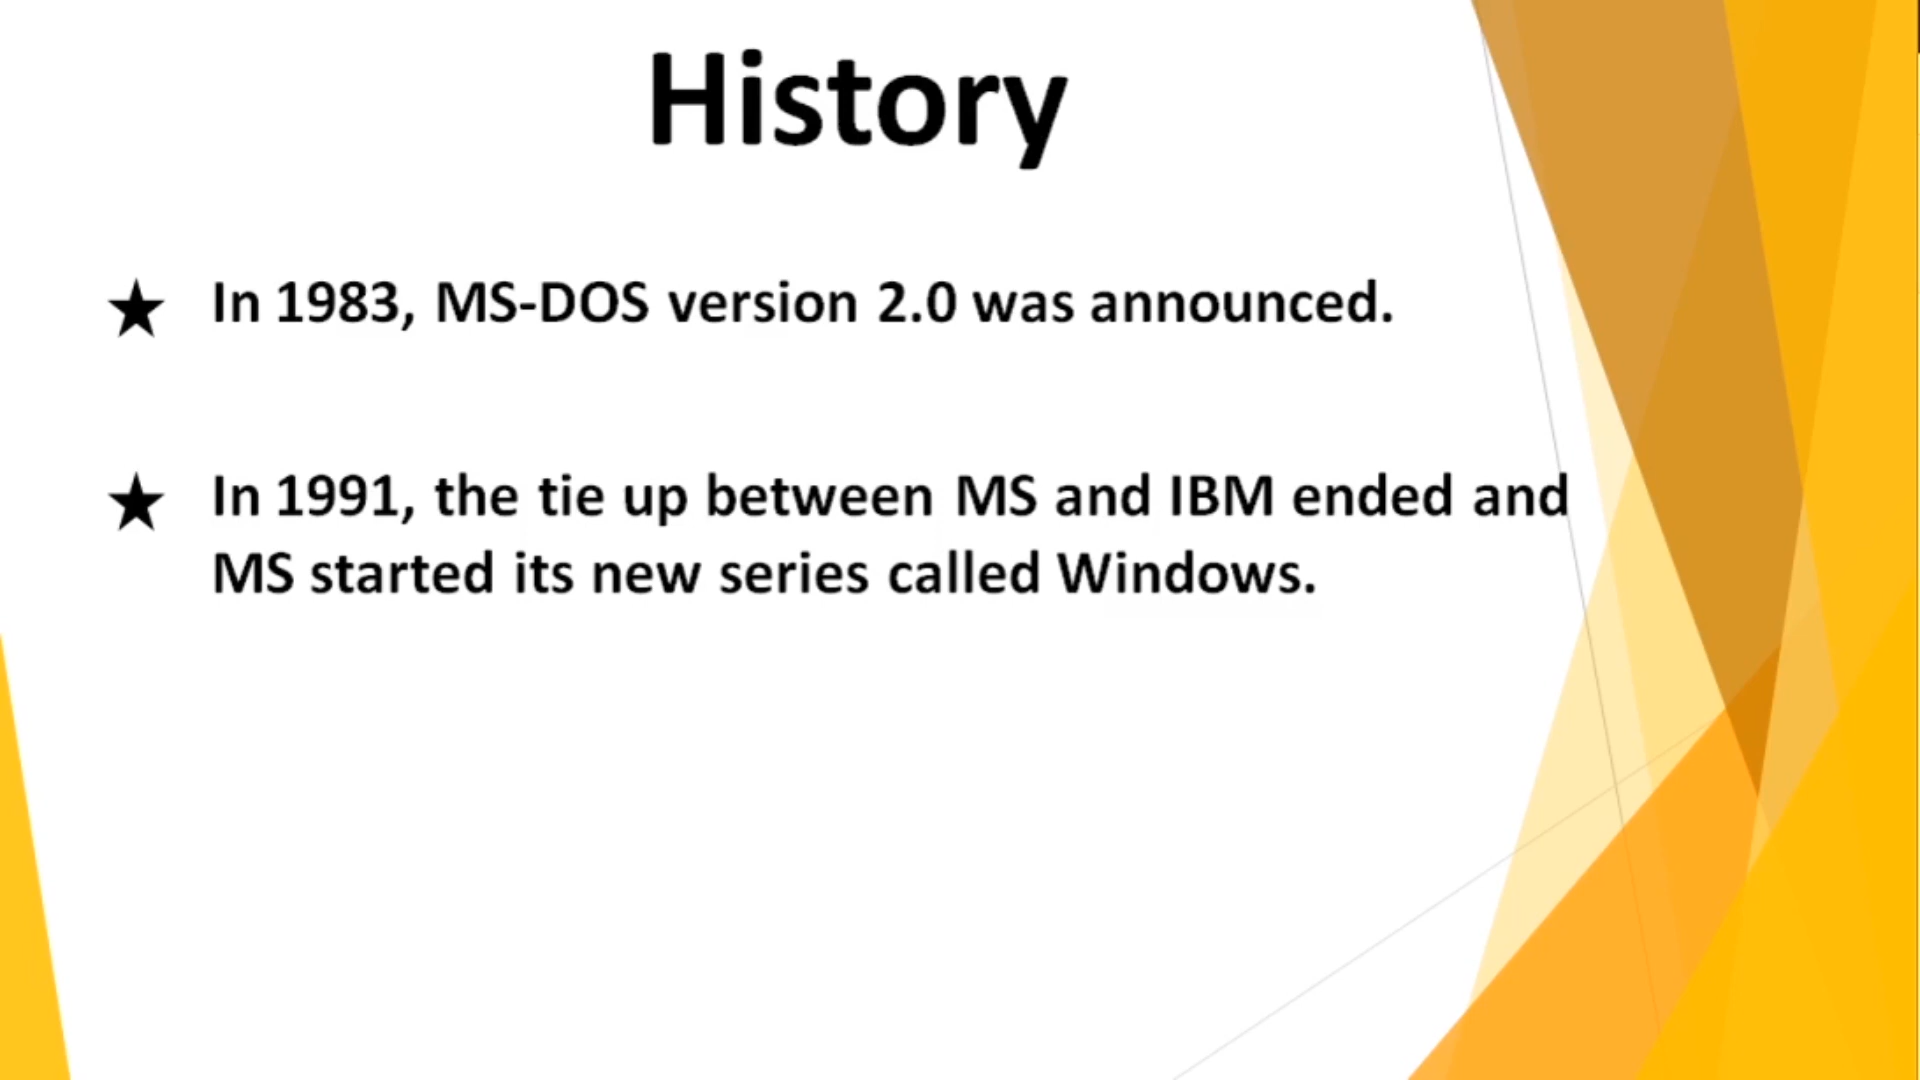 History
★ In 1983, MS-DOS version 2.0 was announced.
★ In 1991, the tie up between MS and IBM ended and
MS started its new series called Windows.